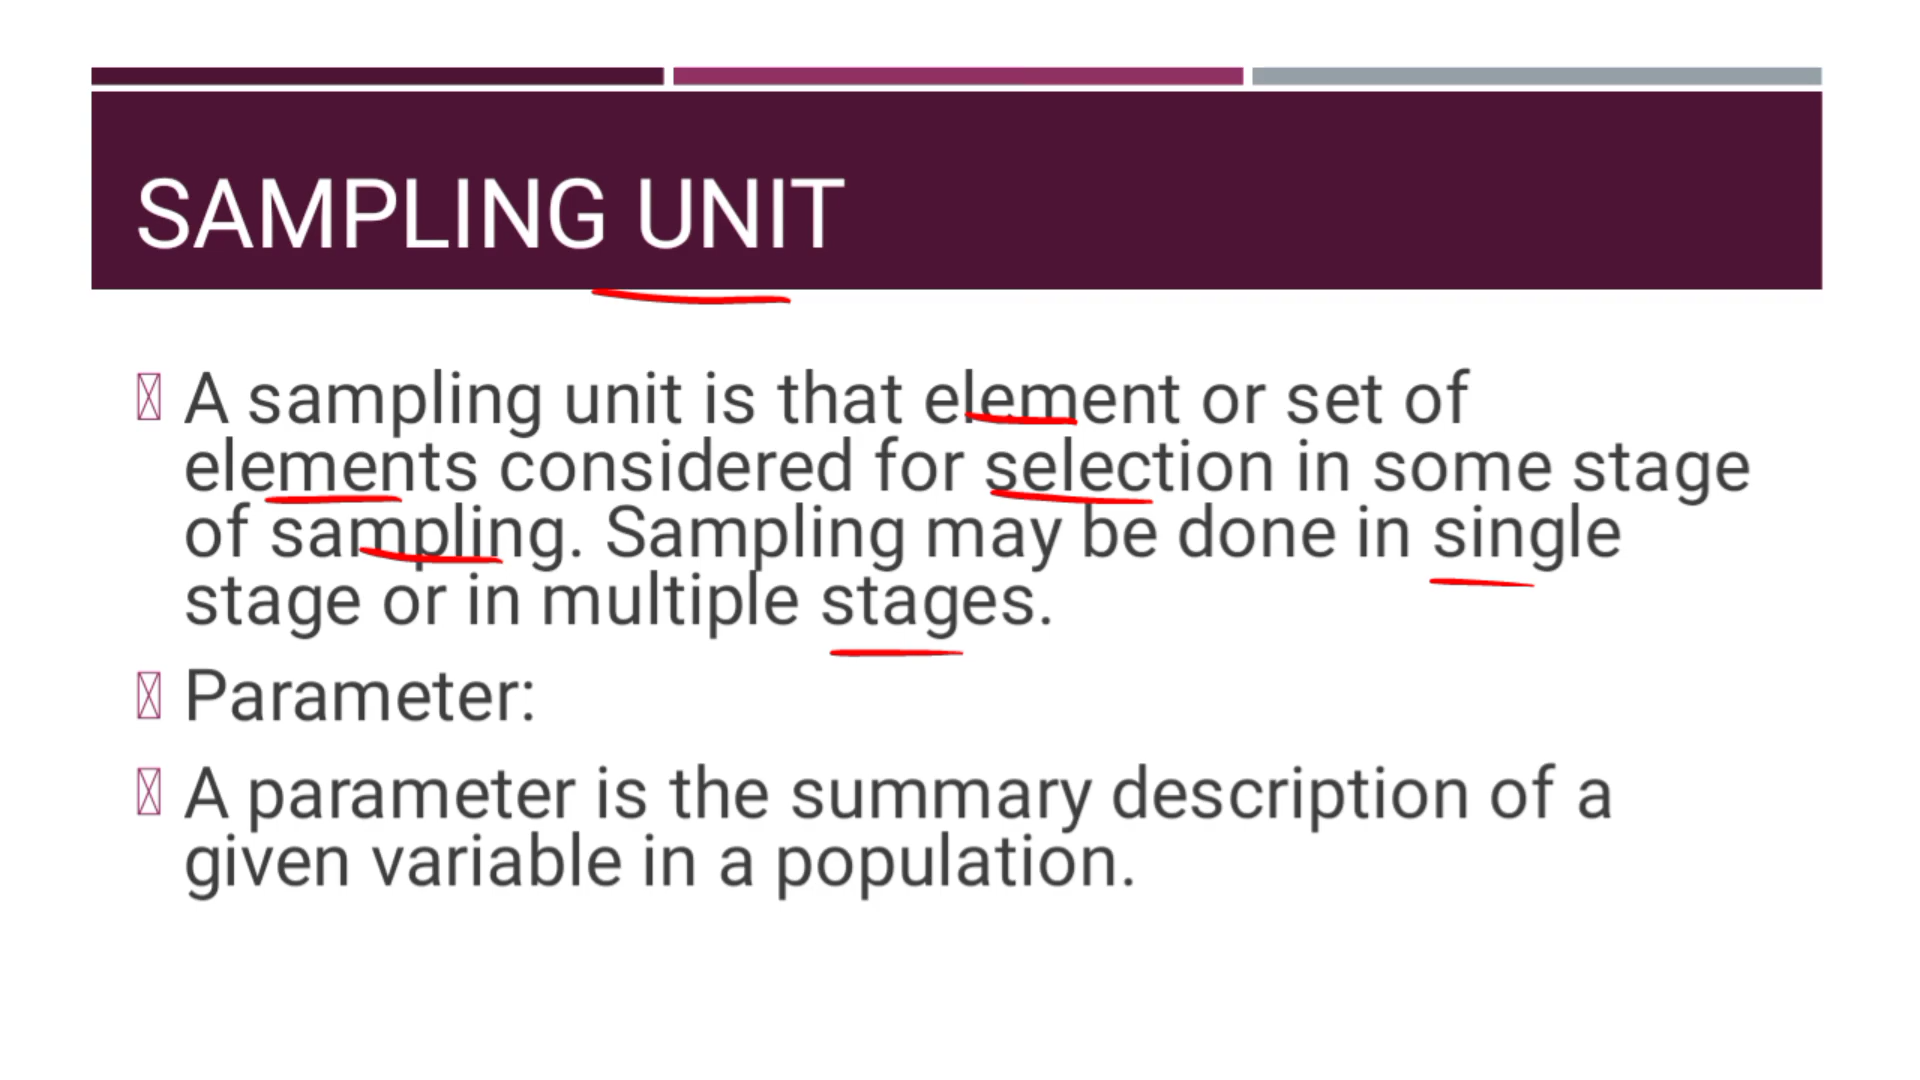 SAMPLING UNIT
A sampling unit is that element or set of
elements considered for selection in some stage
of sampling. Sampling may be done in single
stage or in multiple stages.
Parameter:
A parameter is the summary description of a
given variable in a population.